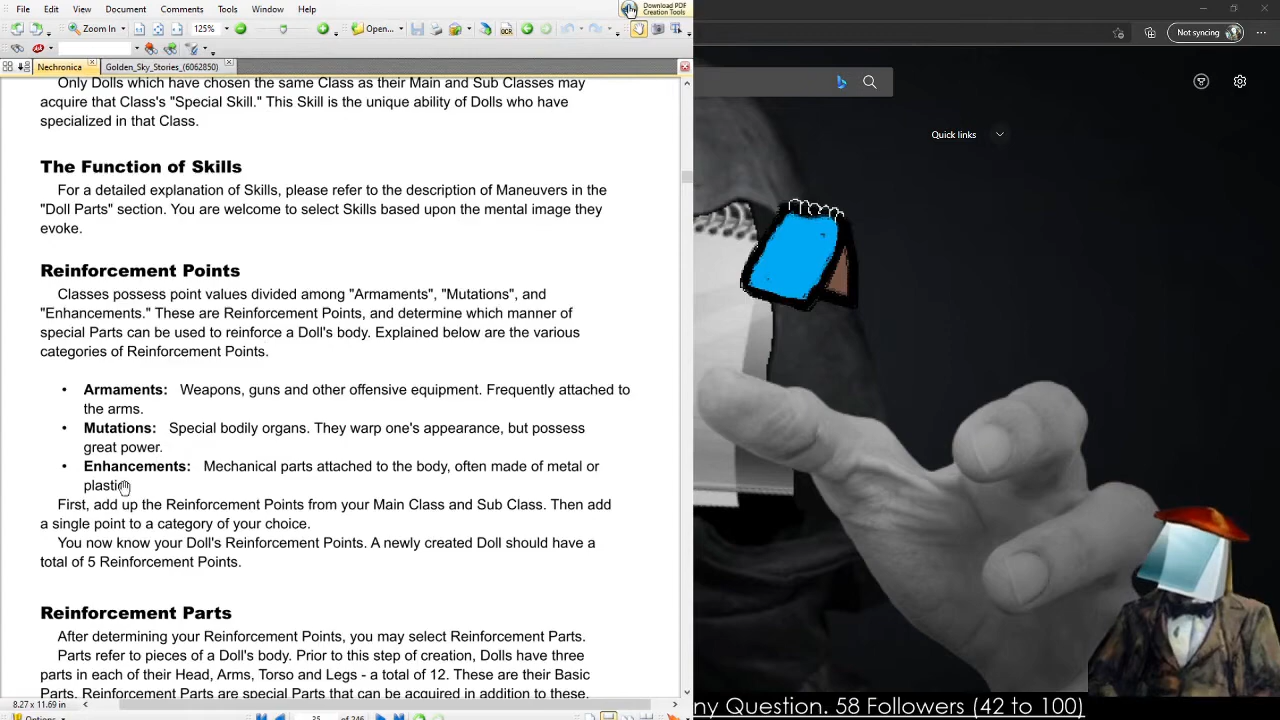 File Edit View Document Comments Tools Window Help
Download PDF
Creation Tools
Zoom In 125% Open...
Not syncing
Nechronica Golden_Sky_Stories_(6062850)
Only Dolls which have chosen the same Class as their Main and Sub Classes may
acquire that Class's "Special Skill." This Skill is the unique ability of Dolls who have
specialized in that Class.
Quick links
The Function of Skills
For a detailed explanation of Skills, please refer to the description of Maneuvers in the
"Doll Parts" section. You are welcome to select Skills based upon the mental image they
evoke.
Reinforcement Points
Classes possess point values divided among "Armaments", "Mutations", and
"Enhancements." These are Reinforcement Points, and determine which manner of
special Parts can be used to reinforce a Doll's body. Explained below are the various
categories of Reinforcement Points.
• Armaments: Weapons, guns and other offensive equipment. Frequently attached to
the arms.
• Mutations: Special bodily organs. They warp one's appearance, but possess
great power.
• Enhancements: Mechanical parts attached to the body, often made of metal or
First, add up the Reinforcement Points from your Main Class and Sub Class. Then add
a single point to a category of your choice.
You now know your Doll's Reinforcement Points. A newly created Doll should have a
total of 5 Reinforcement Points.
Reinforcement Parts
After determining your Reinforcement Points, you may select Reinforcement Parts.
Parts refer to pieces of a Doll's body. Prior to this step of creation, Dolls have three
parts in each of their Head, Arms, Torso and Legs - a total of 12. These are their Basic
Parts. Reinforcement Parts are special Parts that can be acquired in addition to these.
8.27 x 11.69 in
ny Question. 58 Followers (42 to 100)
Options
35 of 246